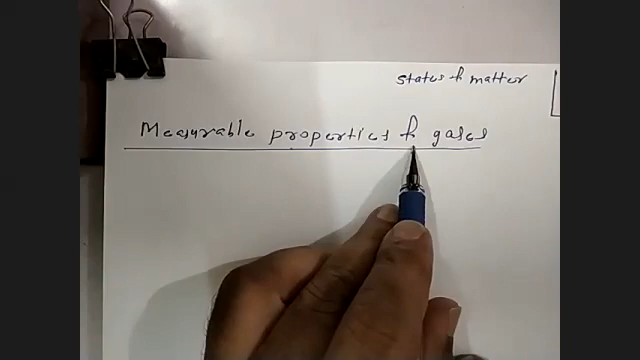 States of matter
Measurable properties of gases